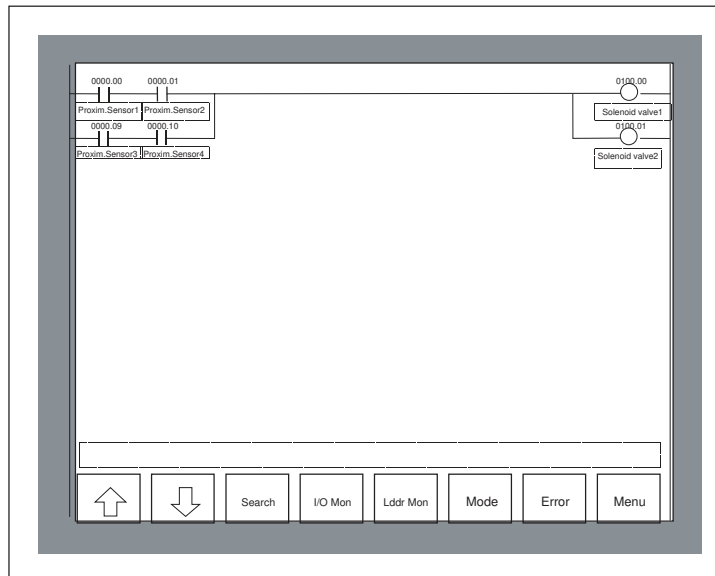 0000.00 0000.01 0100.00
Proxim.Sensor1 Proxim.Sensor2 Solenoid valve1
0000.09 0000.10 0100.01
Proxim.Sensor3 Proxim.Sensor4 Solenoid valve2
Search I/O Mon Lddr Mon Mode Error Menu